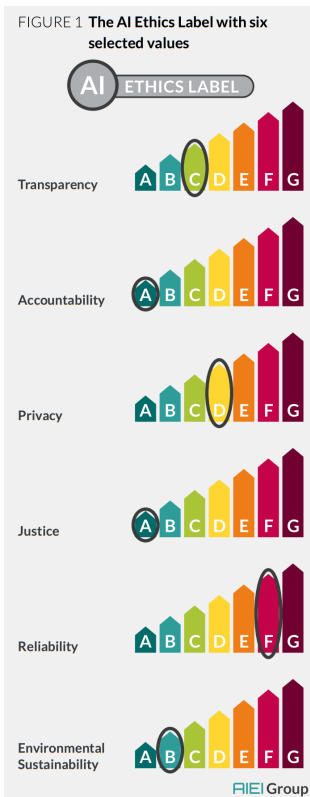 FIGURE 1 The AI Ethics Label with six
selected values
AI ETHICS LABEL
Transparency A B C D E F G
Accountability A B C D E F G
Privacy A B C D E F G
Justice A B C D E F G
Reliability A B C D E F G
Environmental
Sustainability A B C D E F G
AIEI Group